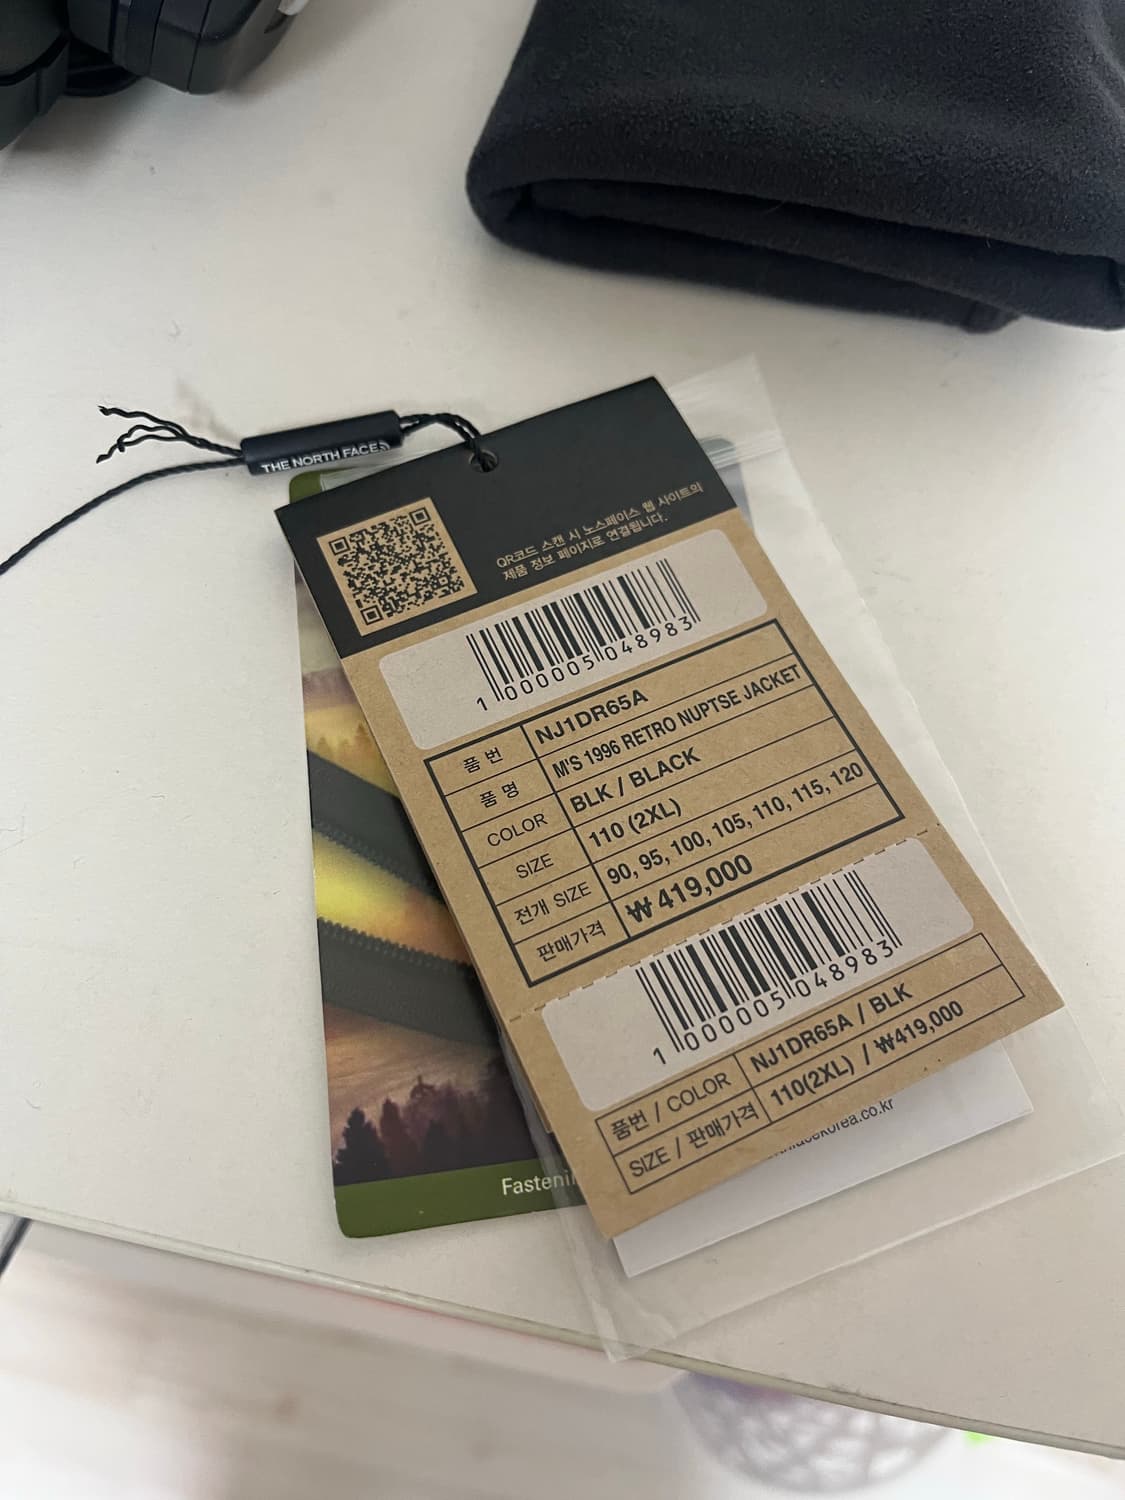 THE NORTH FACE
QR코드 스캔 시 노스페이스 웹 사이트의
제품 정보 페이지로 연결됩니다.
1 000005 048983
품 번 NJ1DR65A
품 명 M'S 1996 RETRO NUPTSE JACKET
COLOR BLK / BLACK
SIZE 110 (2XL)
전개 SIZE 90, 95, 100, 105, 110, 115, 120
판매가격 ₩ 419,000
1 000005 048983
품번 / COLOR NJ1DR65A / BLK
SIZE / 판매가격 110(2XL) / ₩419,000